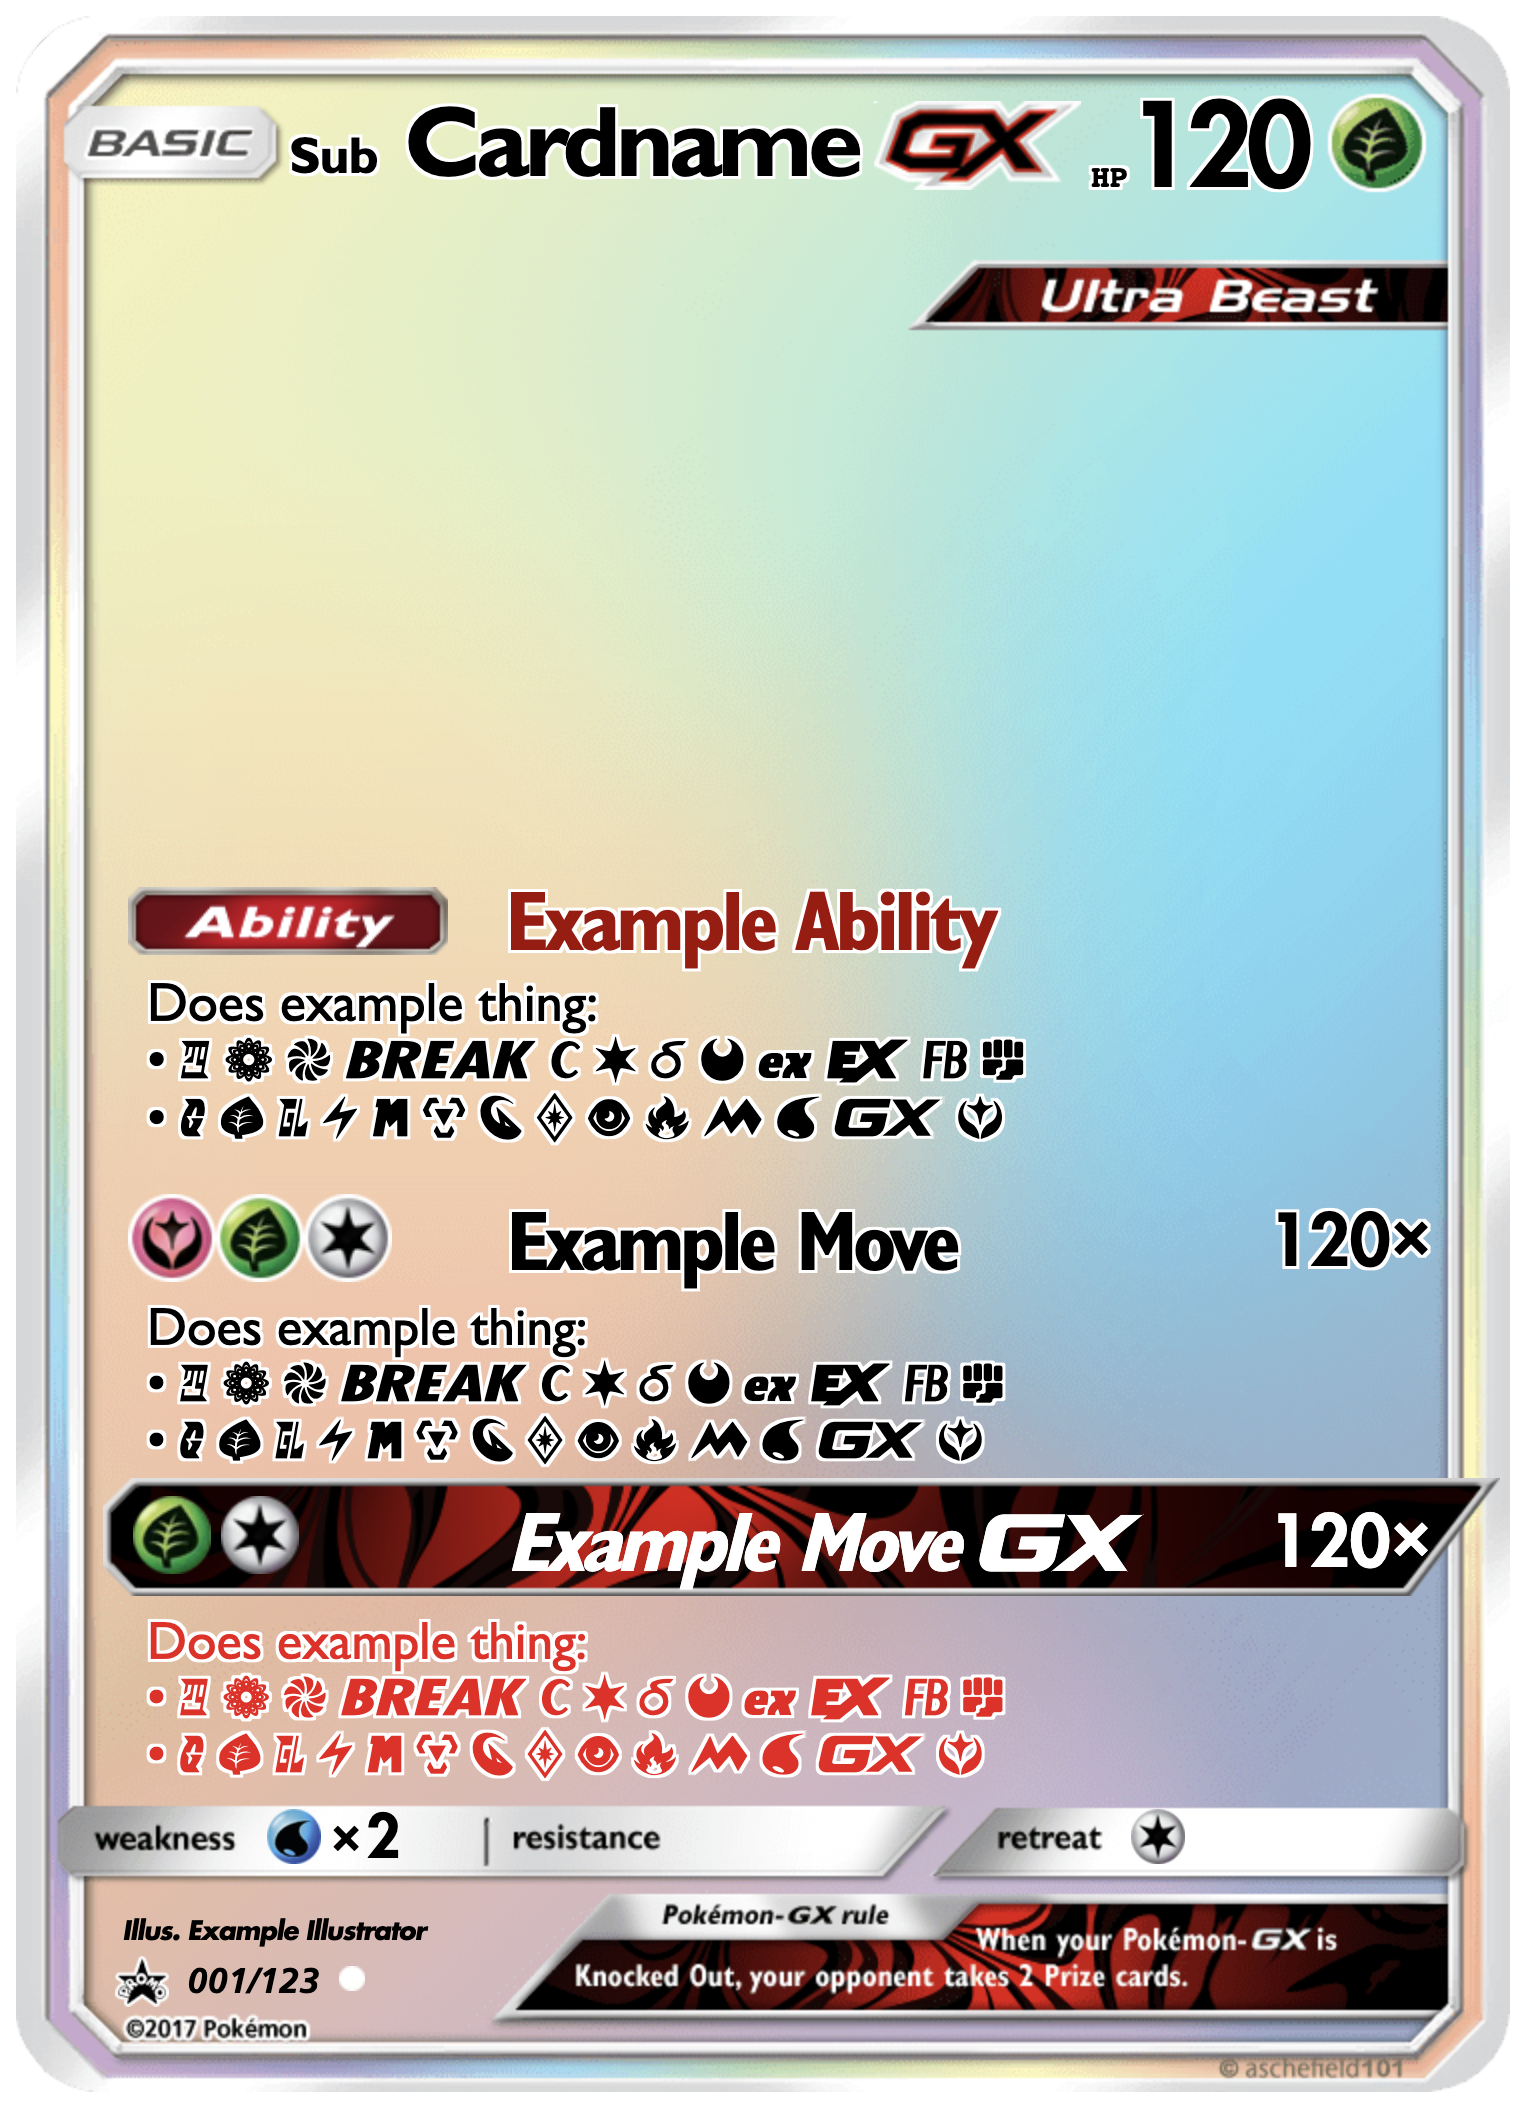 BASIC Sub Cardname GX HP 120
Ultra Beast
Ability Example Ability
Does example thing:
• BREAK C δ ex EX FB
• G GL M GX
Example Move 120×
Does example thing:
• BREAK C δ ex EX FB
• G GL M GX
Example Move GX 120×
Does example thing:
• BREAK C δ ex EX FB
• G GL M GX
weakness ×2 | resistance retreat
Illus. Example Illustrator
Pokémon-GX rule
When your Pokémon-GX is
Knocked Out, your opponent takes 2 Prize cards.
PROMO 001/123
©2017 Pokémon
© aschefield101